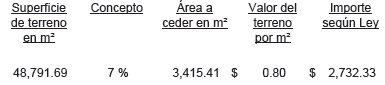 Superficie de terreno en m² Concepto Área a ceder en m² Valor del terreno por m² Importe según Ley
48,791.69 7 % 3,415.41 $ 0.80 $ 2,732.33